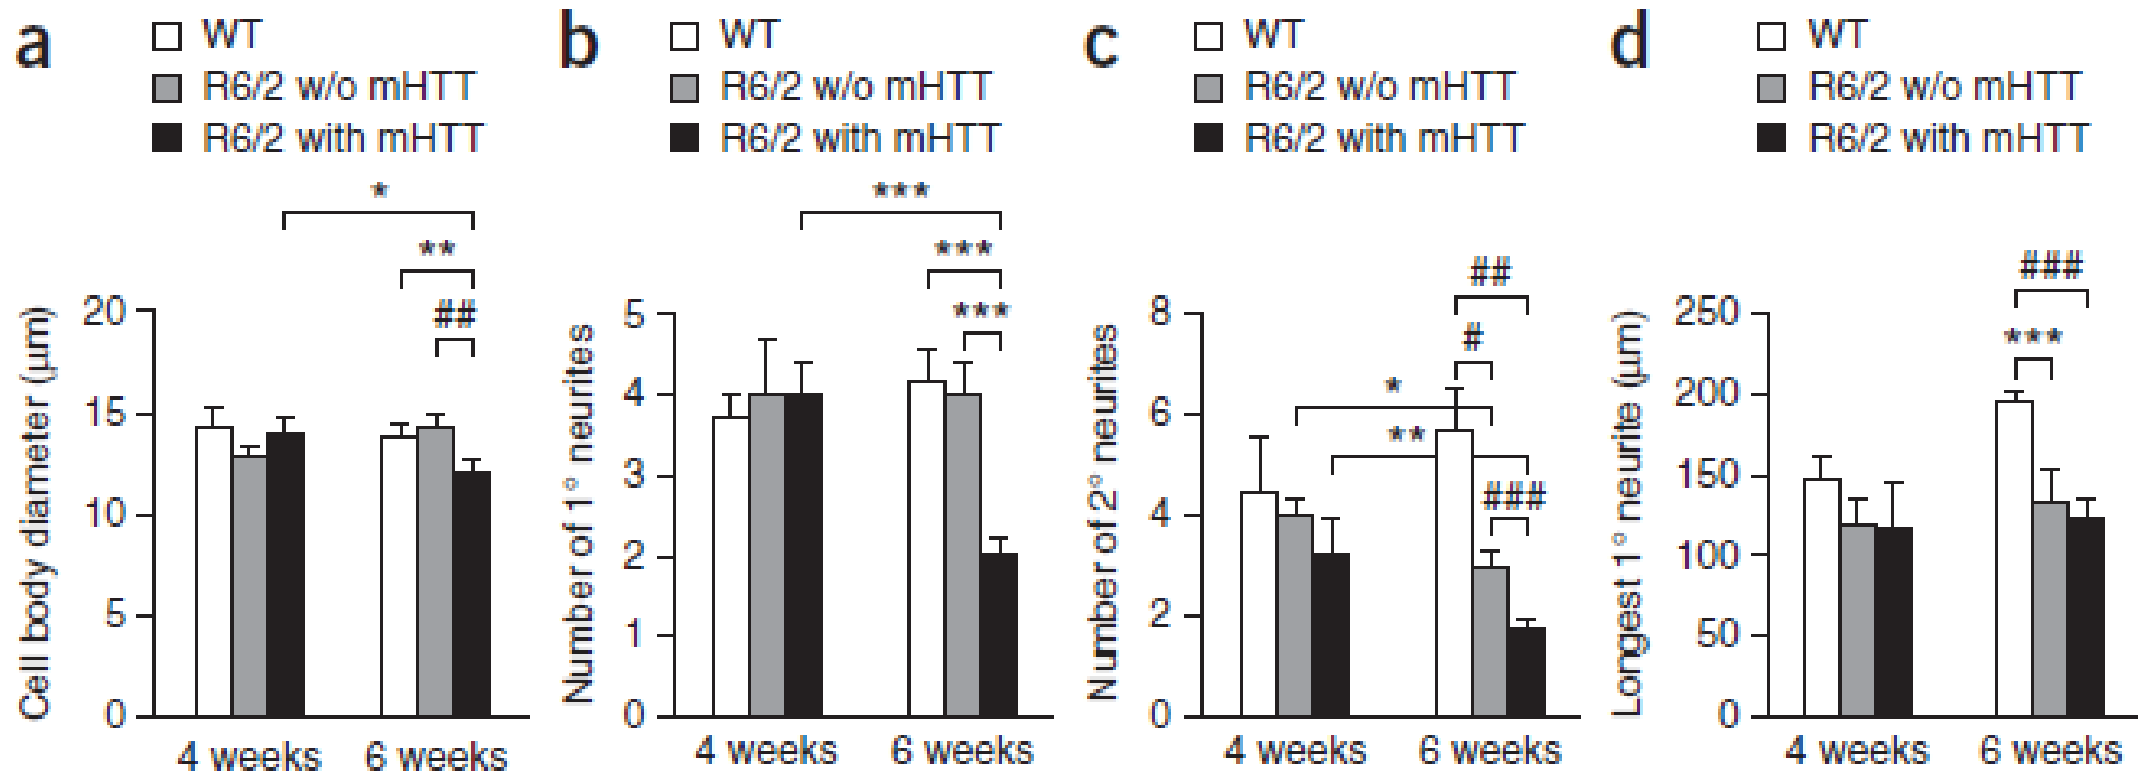 a
WT
R6/2 w/o mHTT
R6/2 with mHTT
*
**
##
Cell body diameter (µm)
20
15
10
5
0
4 weeks
6 weeks
b
WT
R6/2 w/o mHTT
R6/2 with mHTT
***
***
***
Number of 1° neurites
5
4
3
2
1
0
4 weeks
6 weeks
c
WT
R6/2 w/o mHTT
R6/2 with mHTT
##
#
*
**
###
Number of 2° neurites
8
6
4
2
0
4 weeks
6 weeks
d
WT
R6/2 w/o mHTT
R6/2 with mHTT
###
***
Longest 1° neurite (µm)
250
200
150
100
50
0
4 weeks
6 weeks